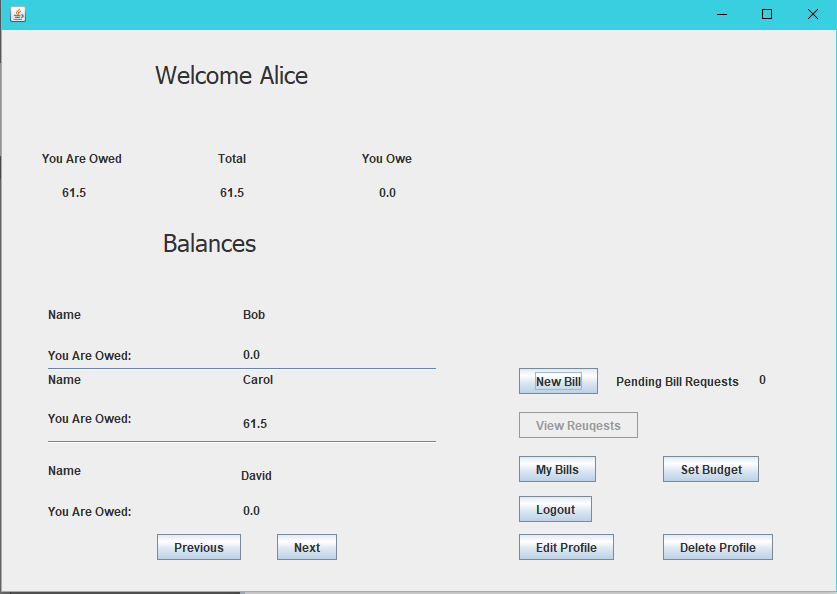 Welcome Alice
You Are Owed Total You Owe
61.5 61.5 0.0
Balances
Name Bob
You Are Owed: 0.0
Name Carol
New Bill Pending Bill Requests 0
You Are Owed: 61.5
View Reuqests
Name David
My Bills Set Budget
You Are Owed: 0.0
Logout
Previous Next Edit Profile Delete Profile